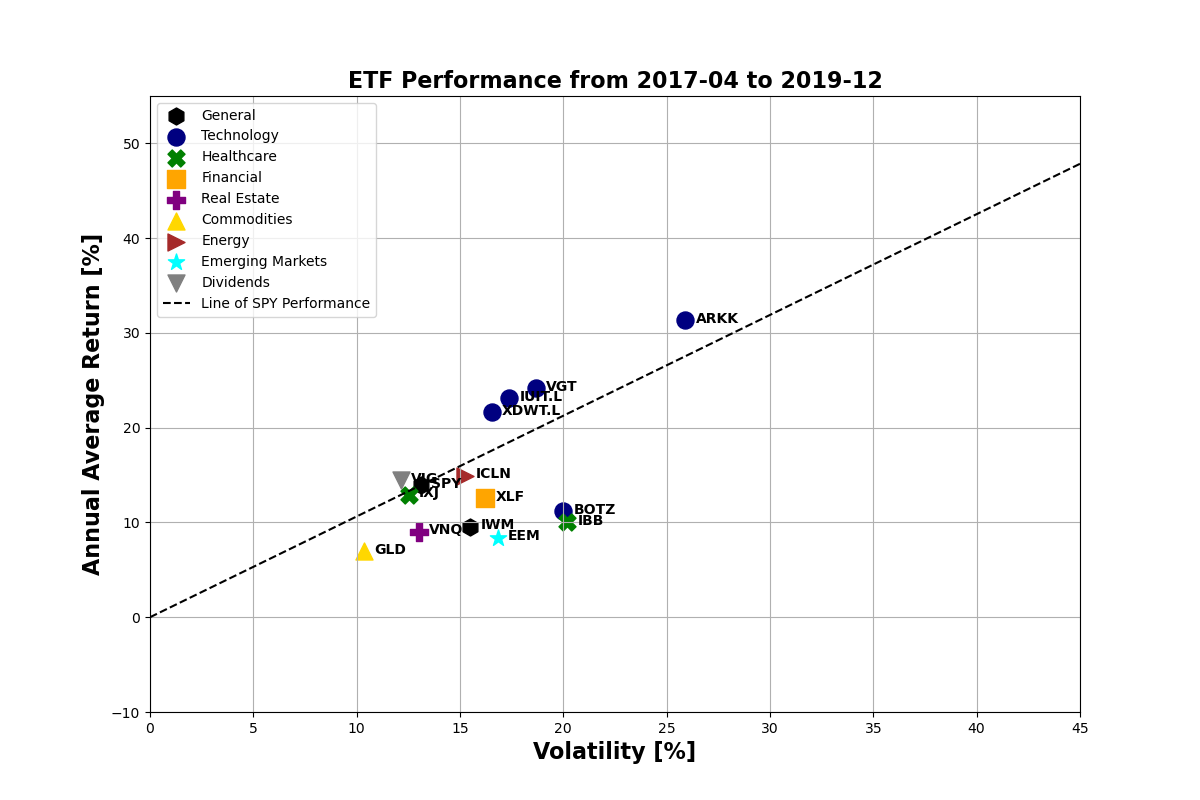 ETF Performance from 2017-04 to 2019-12
General
Technology
Healthcare
Financial
Real Estate
Commodities
Energy
Emerging Markets
Dividends
Line of SPY Performance
Annual Average Return [%]
50
40
30
20
10
0
−10
ARKK
VGT
IUIT.L
XDWT.L
ICLN
VIG
SPY
IXJ
XLF
BOTZ
IBB
IWM
VNQ
EEM
GLD
0 5 10 15 20 25 30 35 40 45
Volatility [%]